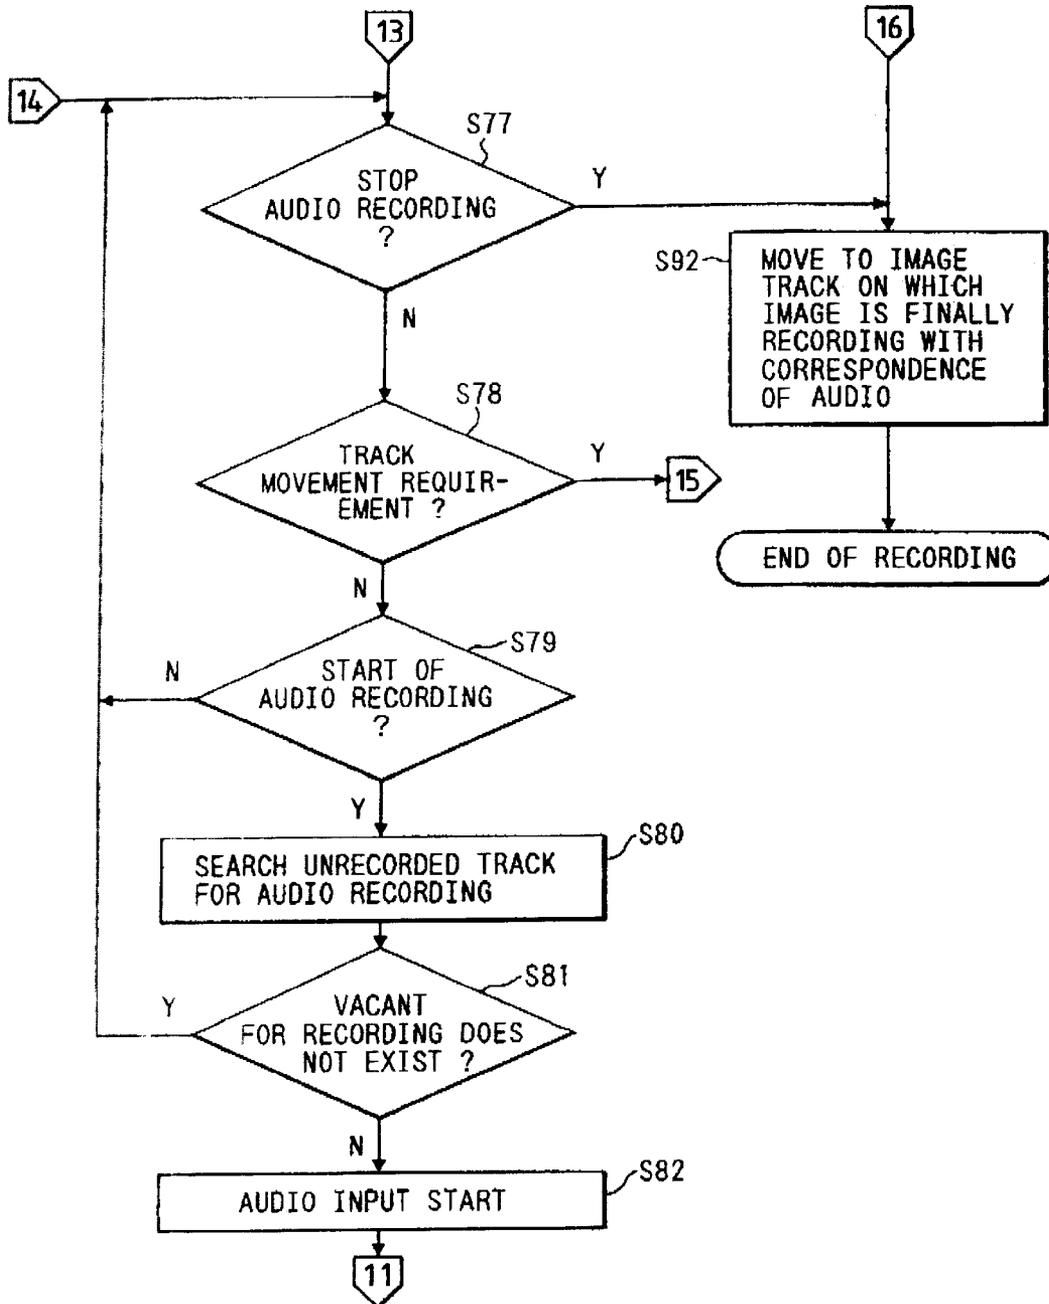 13
16
14
S77
STOP
AUDIO RECORDING
?
Y
N
S92
MOVE TO IMAGE
TRACK ON WHICH
IMAGE IS FINALLY
RECORDING WITH
CORRESPONDENCE
OF AUDIO
S78
TRACK
MOVEMENT REQUIR-
EMENT ?
Y
15
N
END OF RECORDING
S79
START OF
AUDIO RECORDING
?
N
Y
S80
SEARCH UNRECORDED TRACK
FOR AUDIO RECORDING
S81
VACANT
FOR RECORDING DOES
NOT EXIST ?
Y
N
S82
AUDIO INPUT START
11